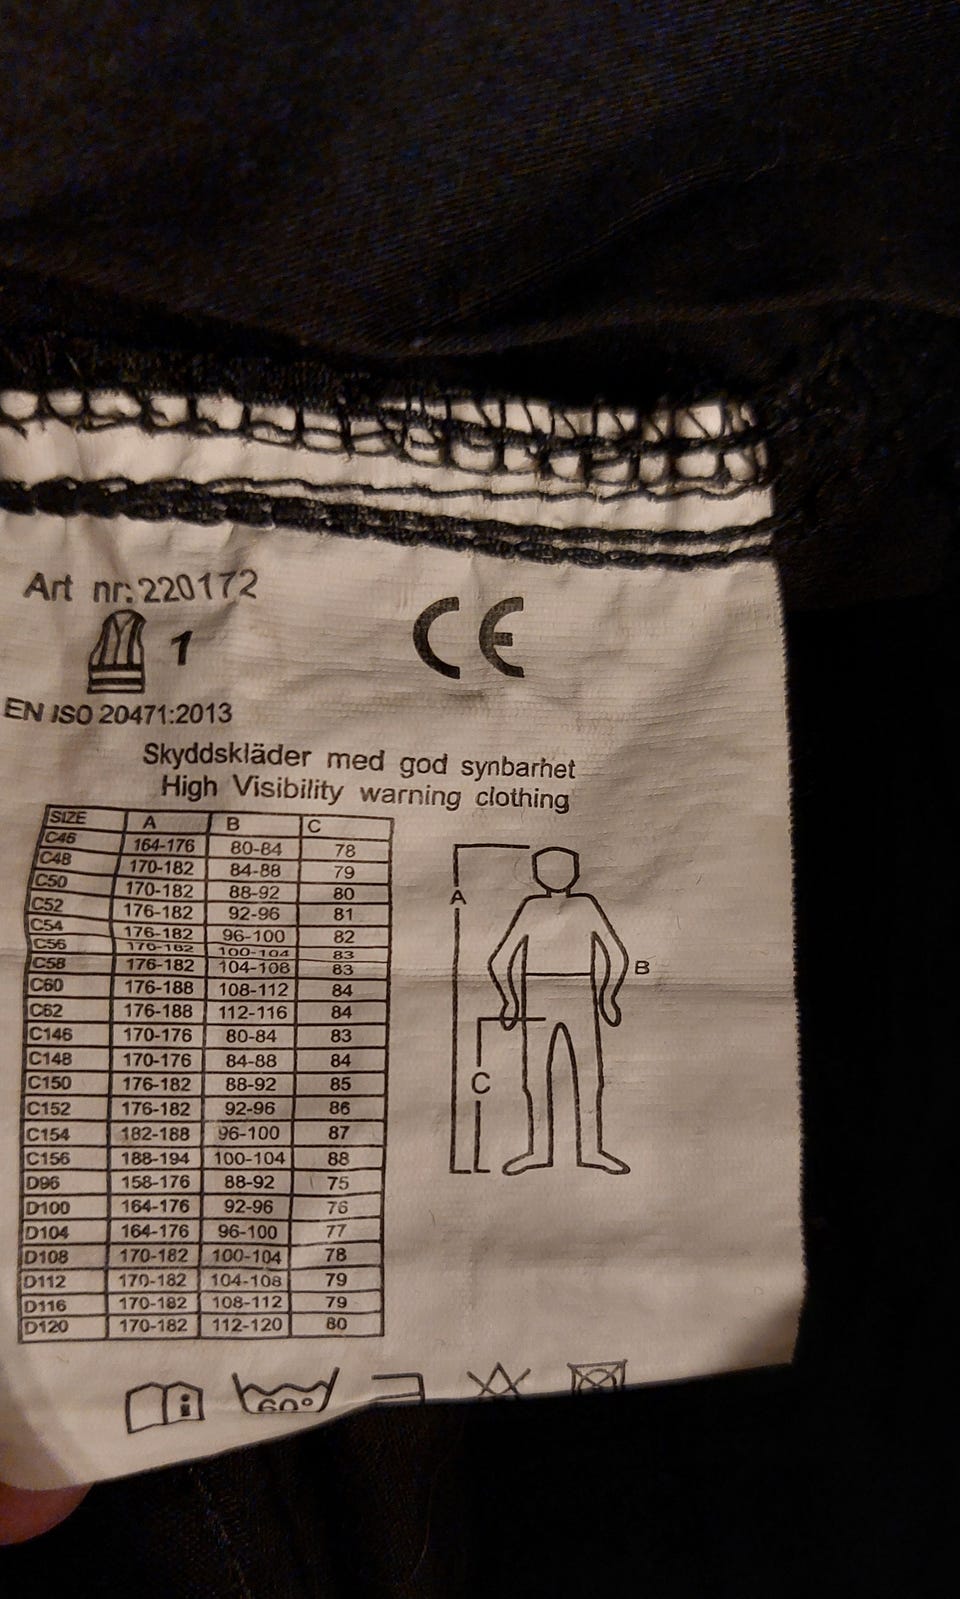 Art nr:220172
CE
1
EN ISO 20471:2013
Skyddskläder med god synbarhet
High Visibility warning clothing
SIZE A B C
C46 164-176 80-84 78
C48 170-182 84-88 79
C50 170-182 88-92 80
C52 176-182 92-96 81
C54 176-182 96-100 82
C56 176-182 100-104 83
C58 176-182 104-108 83
C60 176-188 108-112 84
C62 176-188 112-116 84
C146 170-176 80-84 83
C148 170-176 84-88 84
C150 176-182 88-92 85
C152 176-182 92-96 86
C154 182-188 96-100 87
C156 188-194 100-104 88
D96 158-176 88-92 75
D100 164-176 92-96 76
D104 164-176 96-100 77
D108 170-182 100-104 78
D112 170-182 104-108 79
D116 170-182 108-112 79
D120 170-182 112-120 80
A
B
C
i
60°